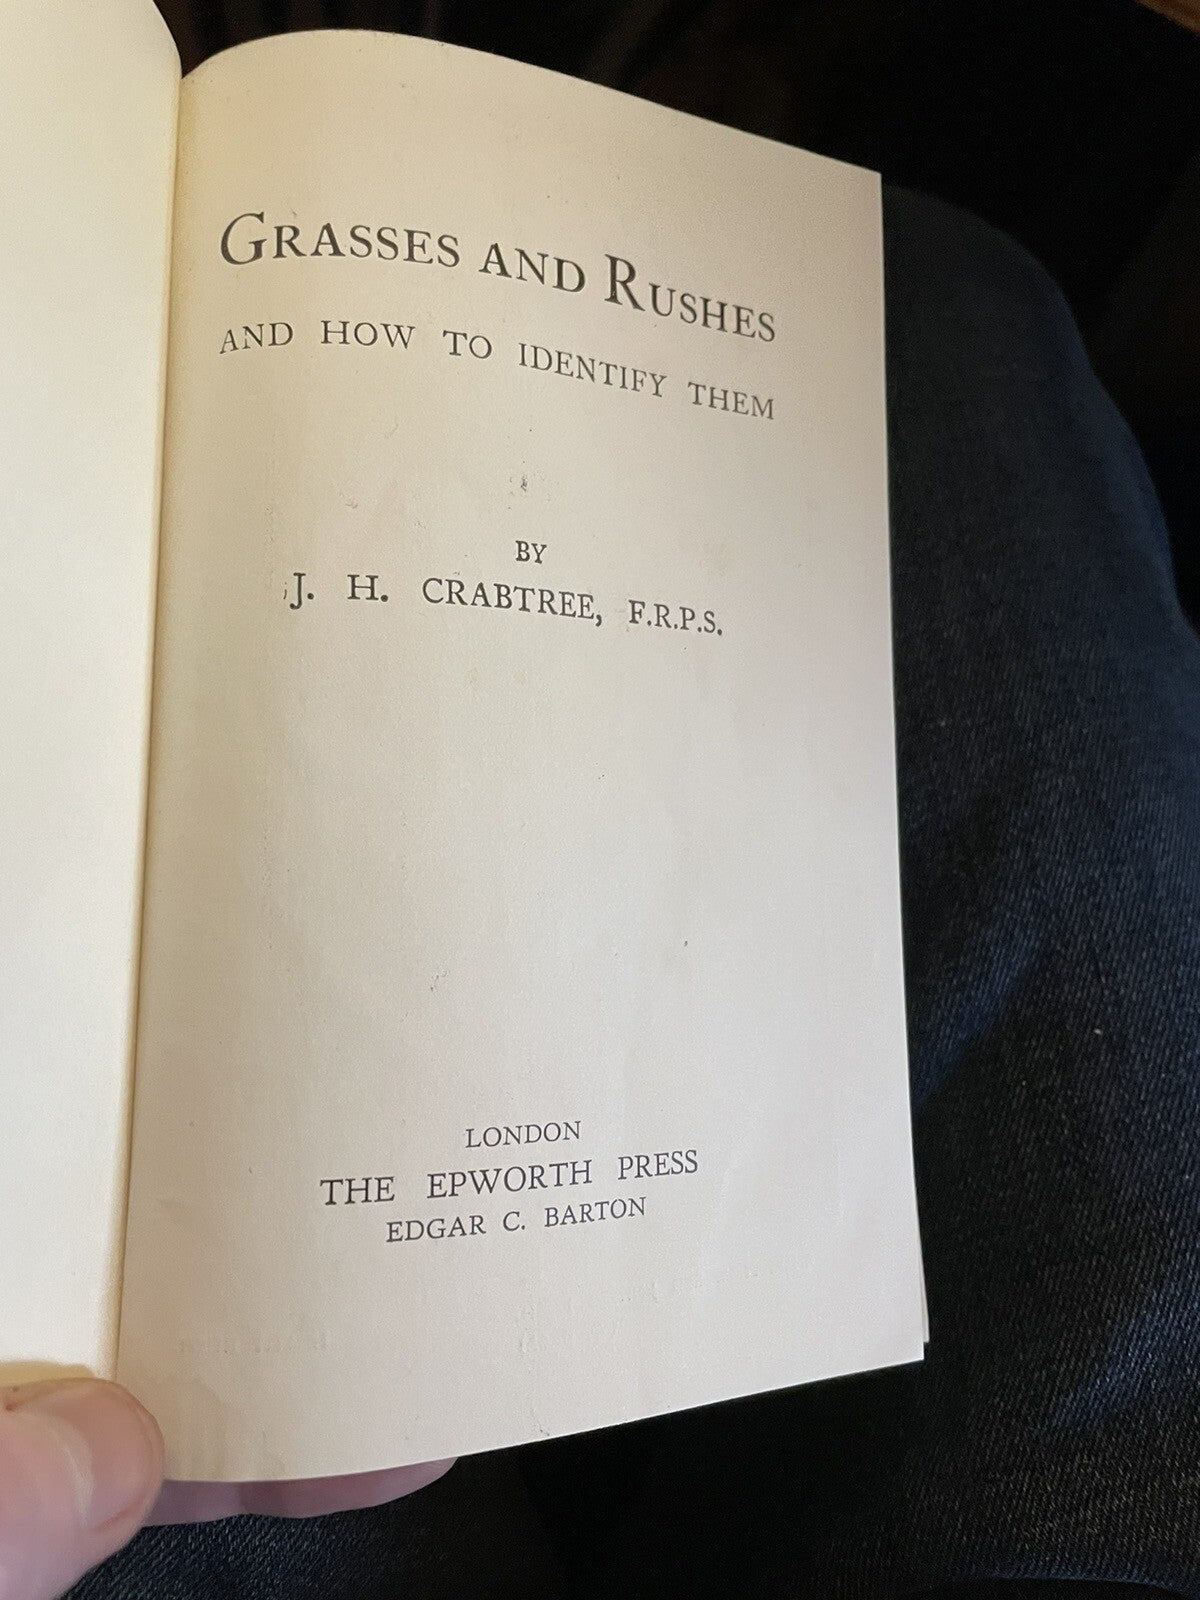 GRASSES AND RUSHES
AND HOW TO IDENTIFY THEM
BY
J. H. CRABTREE, F.R.P.S.
LONDON
THE EPWORTH PRESS
EDGAR C. BARTON